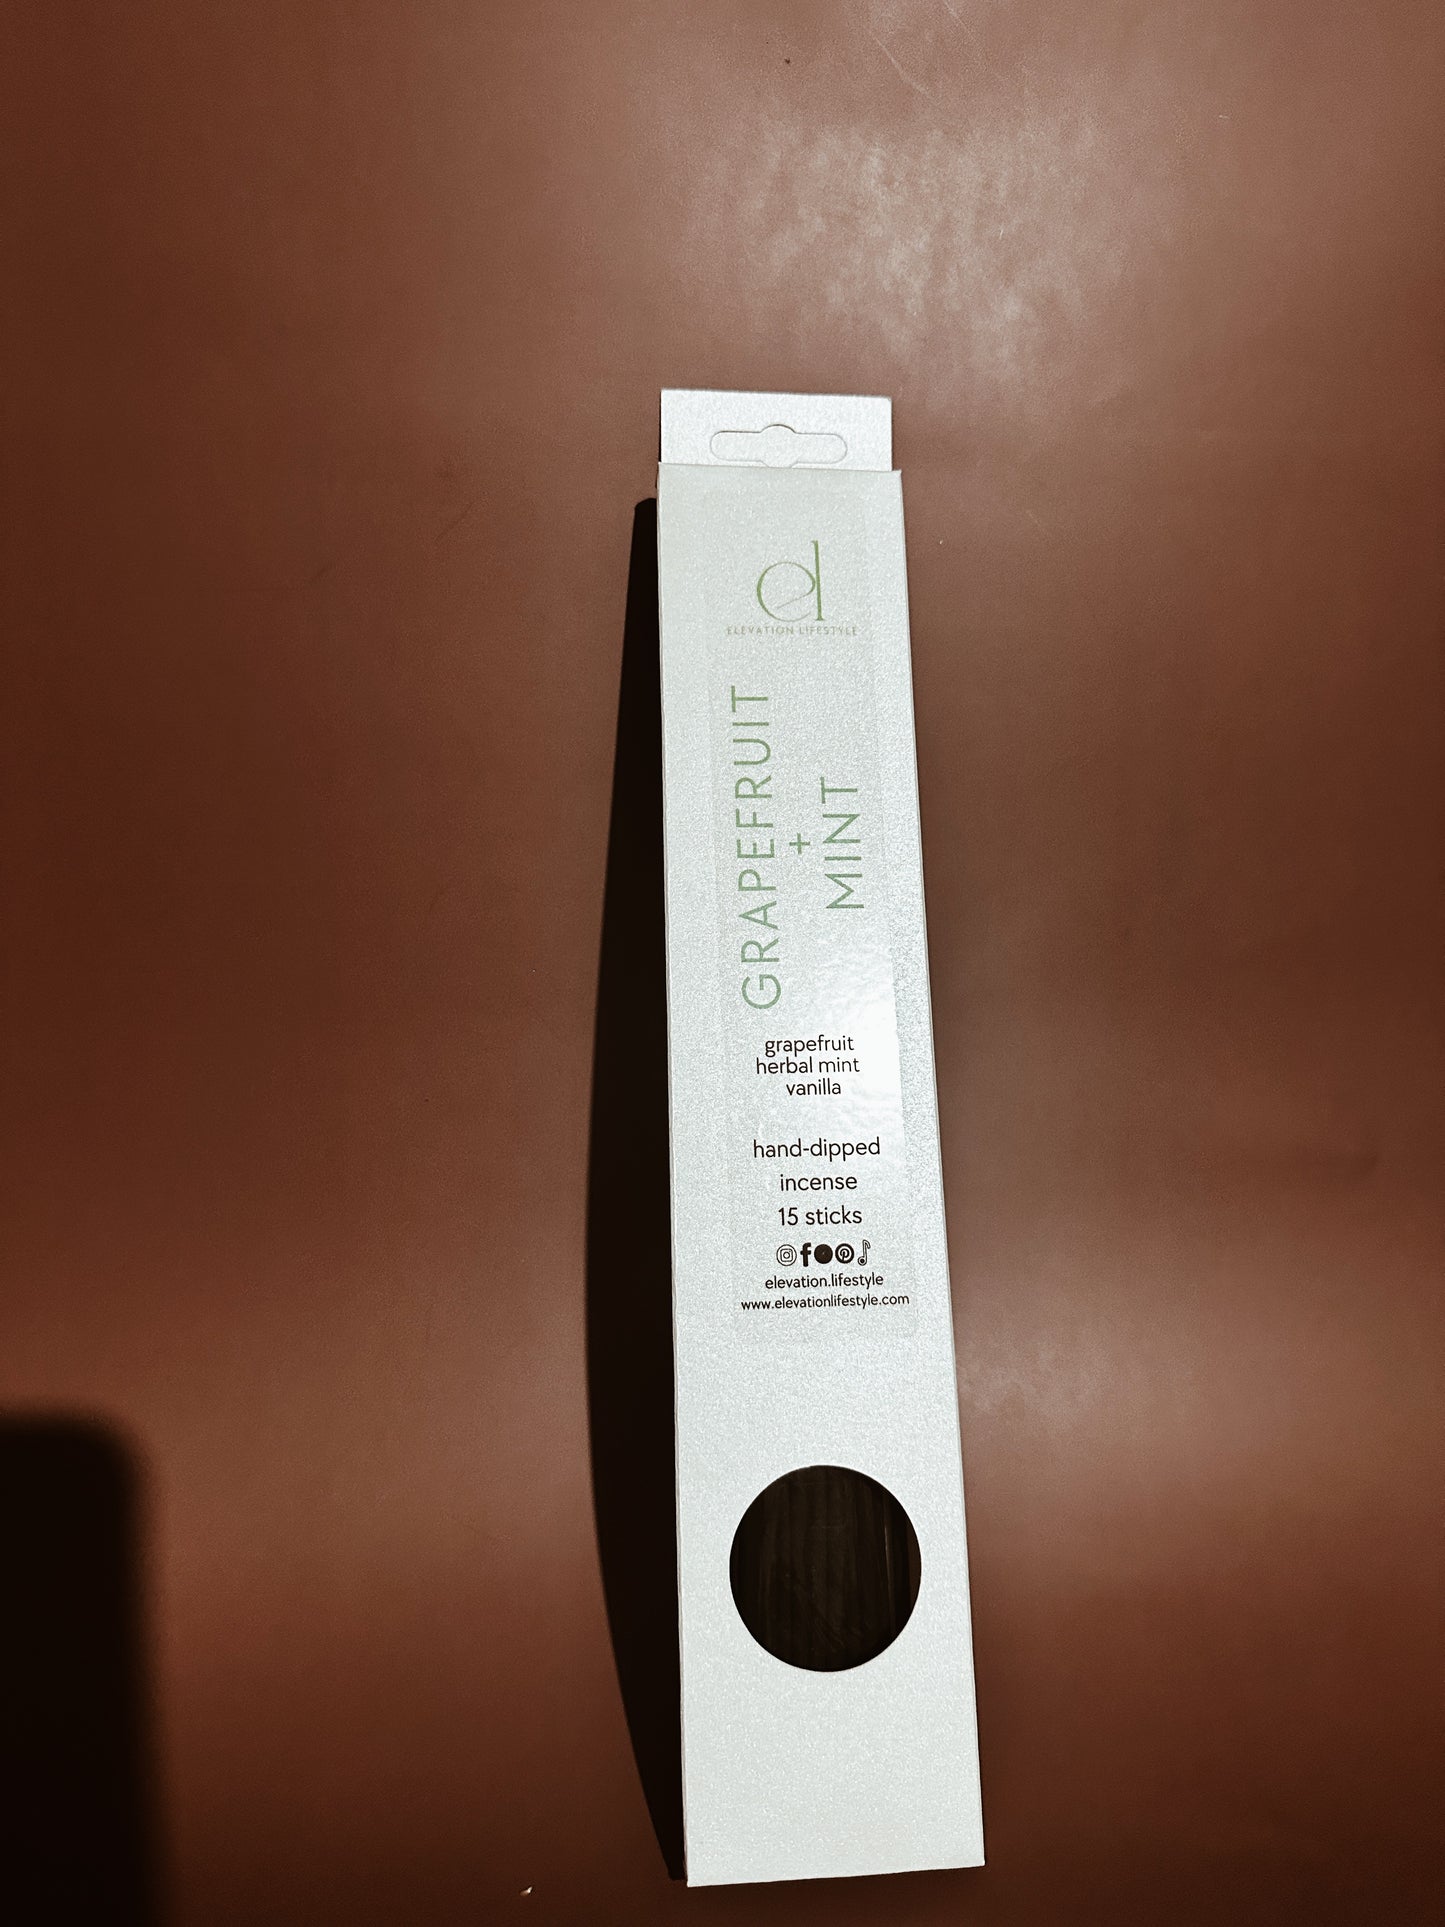 el
ELEVATION LIFESTYLE
GRAPEFRUIT
+
MINT
grapefruit
herbal mint
vanilla
hand-dipped
incense
15 sticks
elevation.lifestyle
www.elevationlifestyle.com